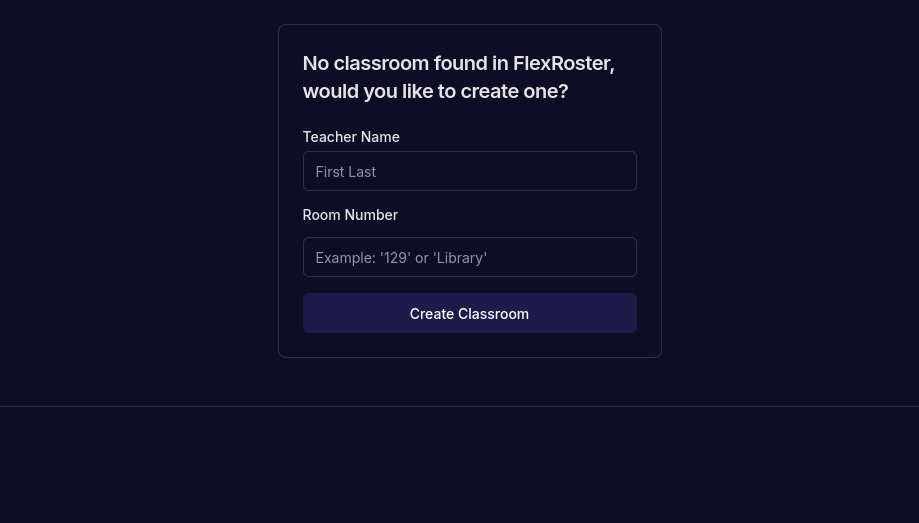 No classroom found in FlexRoster,
would you like to create one?
Teacher Name
First Last
Room Number
Example: '129' or 'Library'
Create Classroom